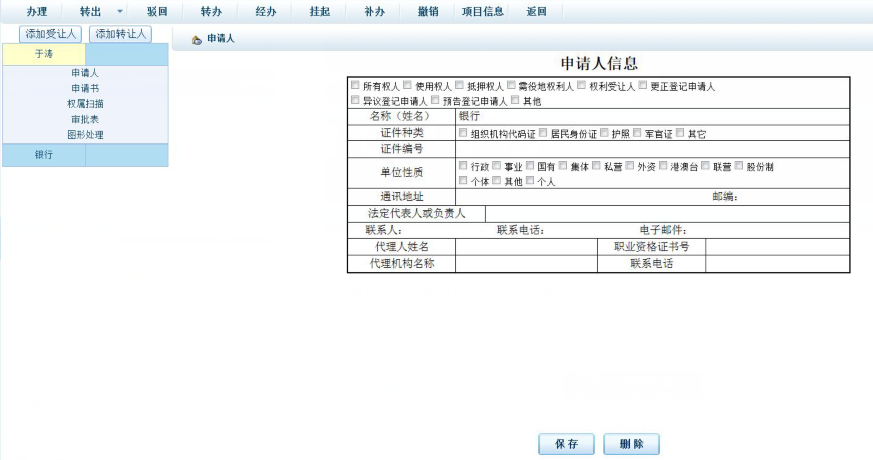 办理 转出 驳回 转办 经办 挂起 补办 撤销 项目信息 返回
添加受让人 添加转让人
于涛
申请人
申请书
权属扫描
审批表
图形处理
银行
申请人
申请人信息
所有权人 使用权人 抵押权人 需役地权利人 权利受让人 更正登记申请人
异议登记申请人 预告登记申请人 其他
名称（姓名） 银行
证件种类 组织机构代码证 居民身份证 护照 军官证 其它
证件编号
单位性质 行政 事业 国有 集体 私营 外资 港澳台 联营 股份制
个体 其他 个人
通讯地址 邮编：
法定代表人或负责人
联系人： 联系电话： 电子邮件：
代理人姓名 职业资格证书号
代理机构名称 联系电话
保存 删除